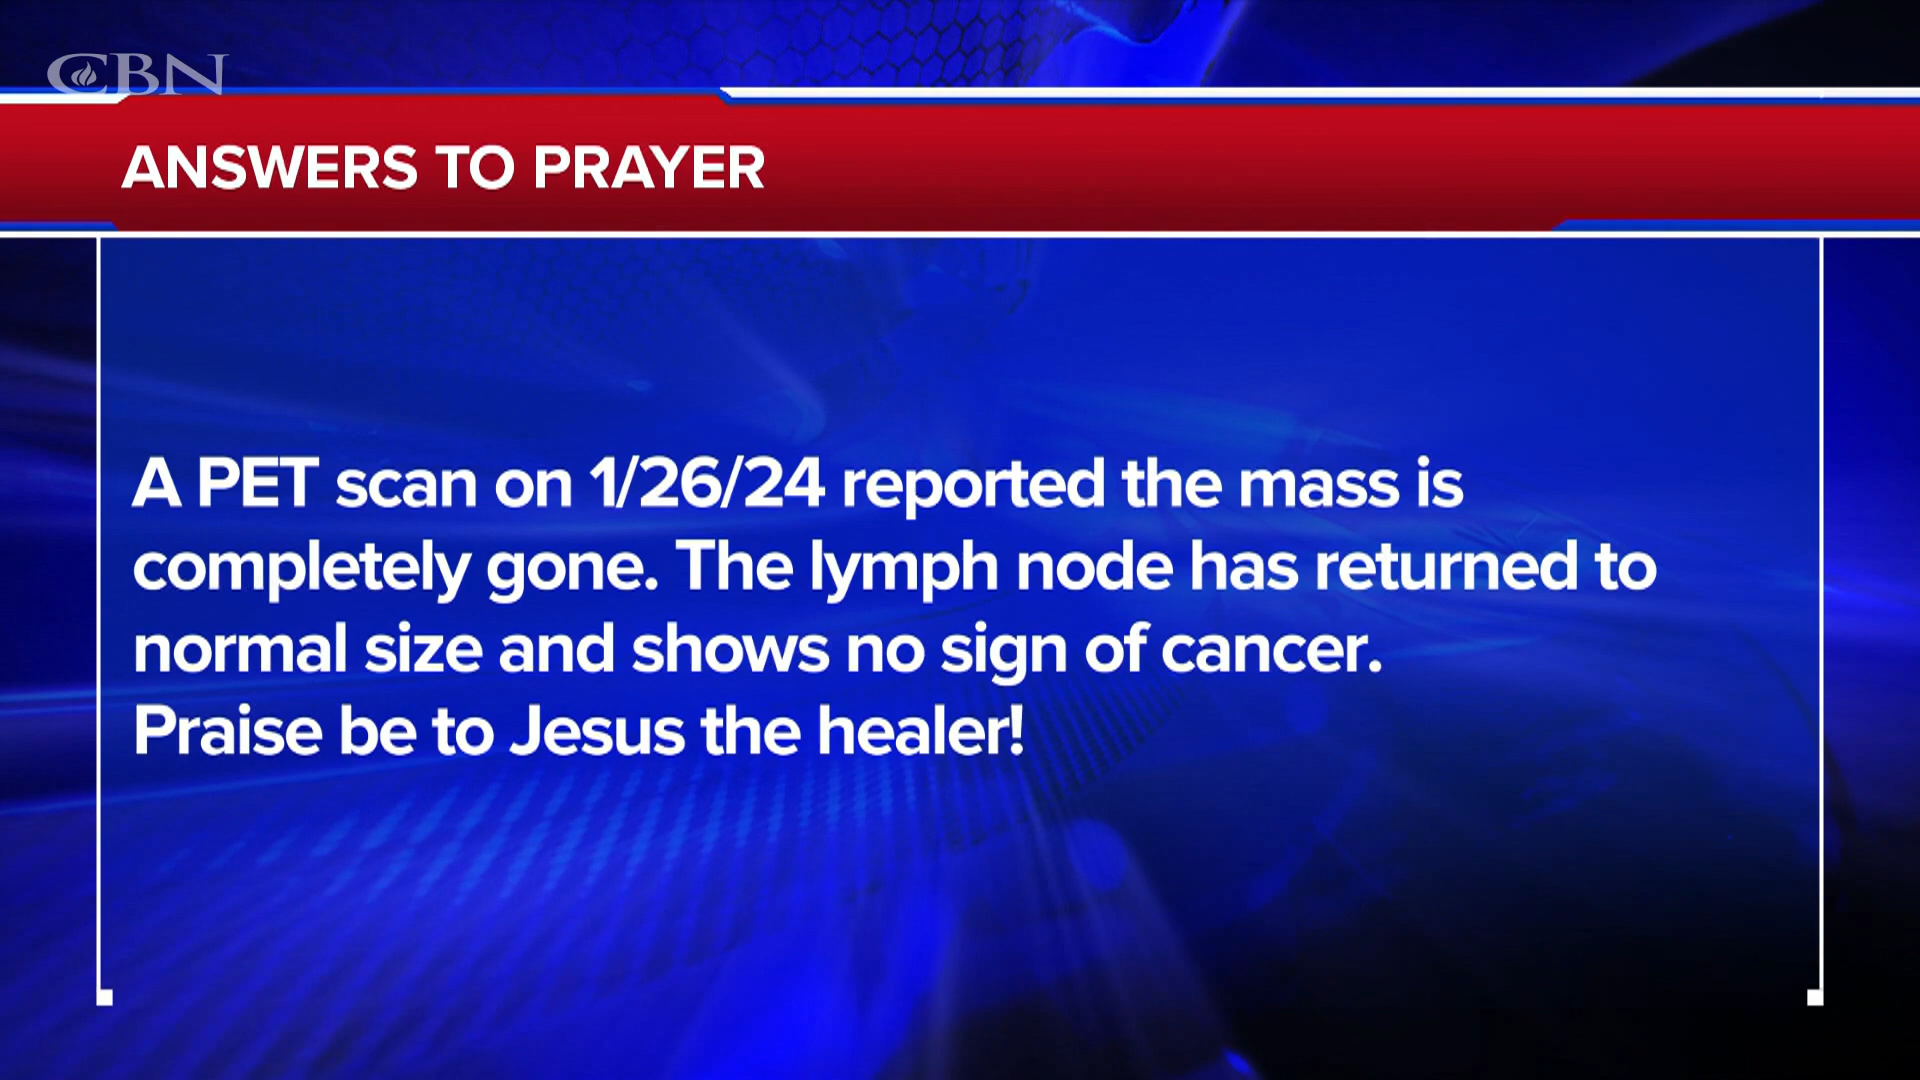 CBN
ANSWERS TO PRAYER
A PET scan on 1/26/24 reported the mass is
completely gone. The lymph node has returned to
normal size and shows no sign of cancer.
Praise be to Jesus the healer!